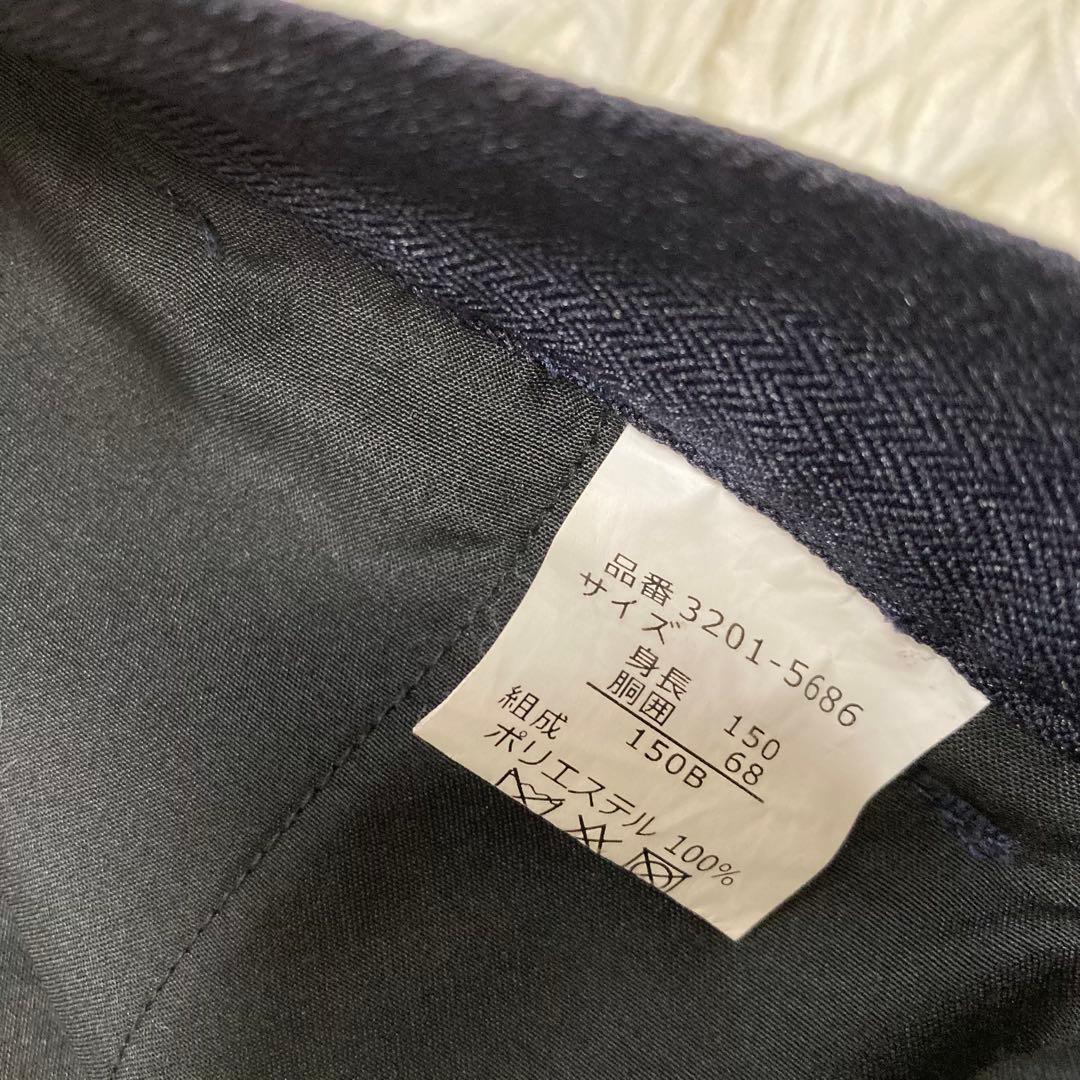 品番 3201-5686
サイズ
身長 150
胴囲 68
150B
組成
ポリエステル 100%